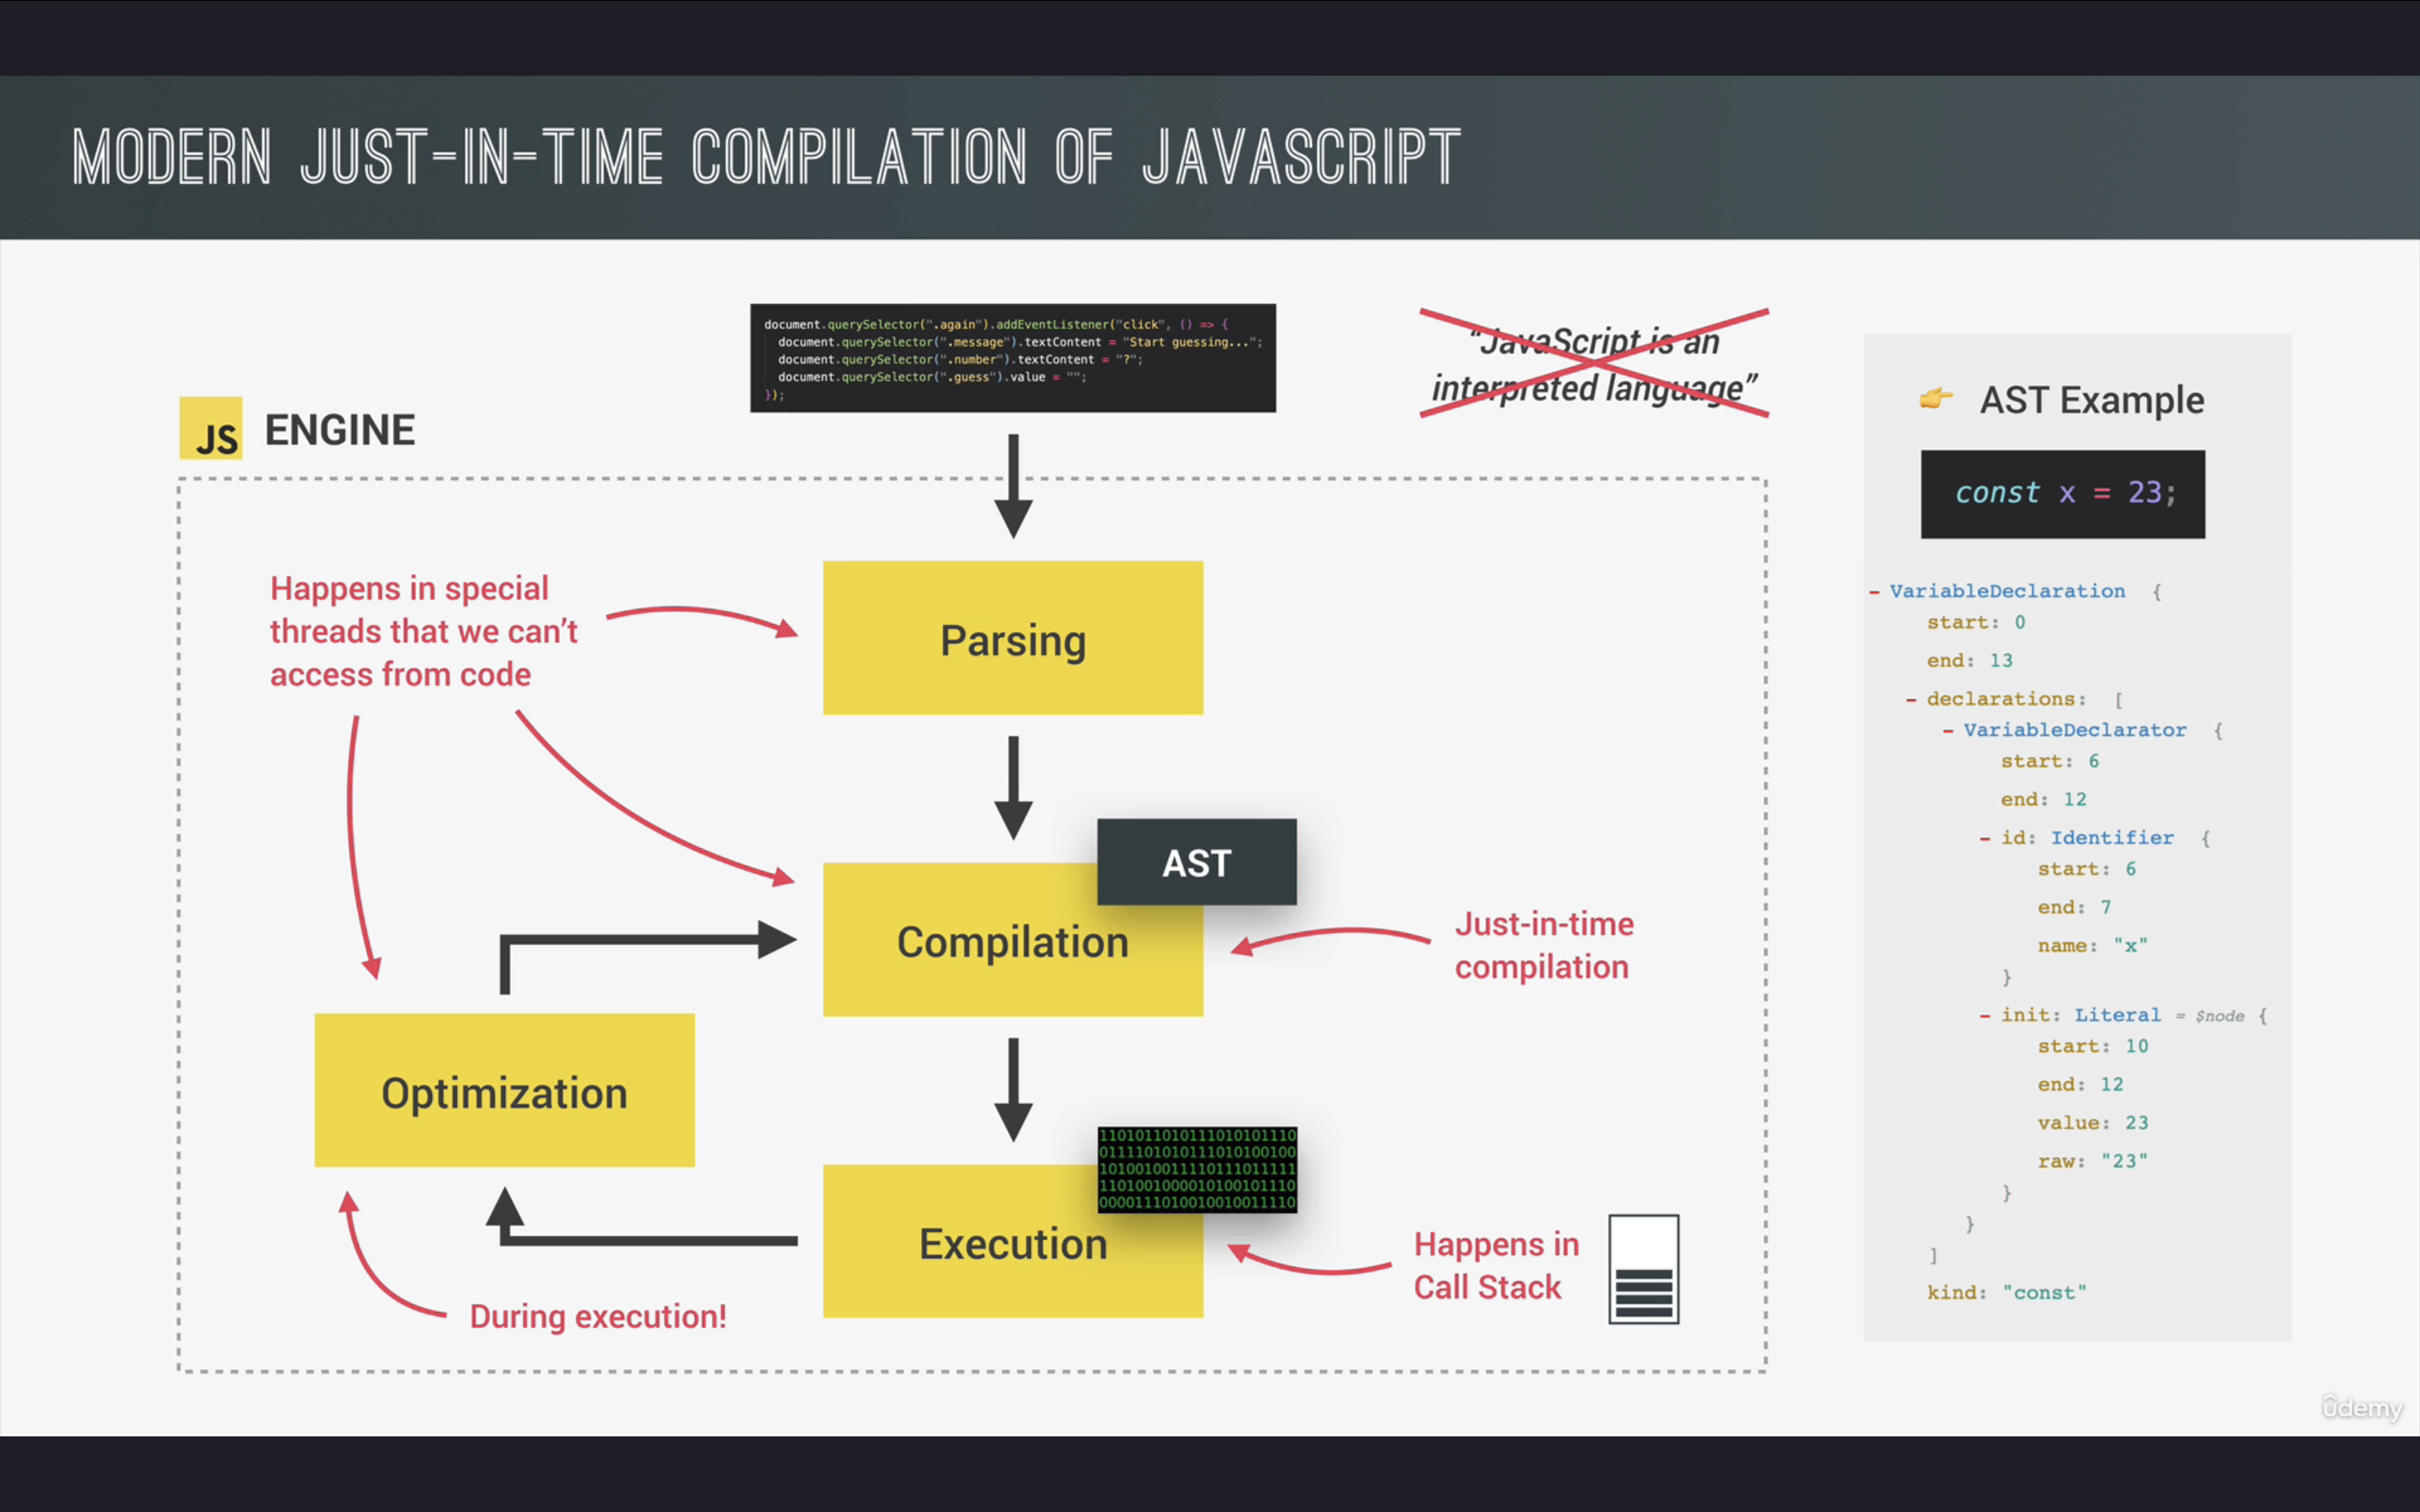 MODERN JUST-IN-TIME COMPILATION OF JAVASCRIPT
document.querySelector(".again").addEventListener("click", () => {
document.querySelector(".message").textContent = "Start guessing...";
document.querySelector(".number").textContent = "?";
document.querySelector(".guess").value = "";
});
“JavaScript is an
interpreted language”
JS ENGINE
Happens in special
threads that we can’t
access from code
Parsing
AST
Compilation
Just-in-time
compilation
Optimization
1101011010111010101110
0111101010111010100100
1010010011110111011111
1101001000010100101110
0000111010010010011110
Execution
Happens in
Call Stack
During execution!
AST Example
const x = 23;
- VariableDeclaration {
start: 0
end: 13
- declarations: [
- VariableDeclarator {
start: 6
end: 12
- id: Identifier {
start: 6
end: 7
name: "x"
}
- init: Literal = $node {
start: 10
end: 12
value: 23
raw: "23"
}
}
]
kind: "const"
ûdemy